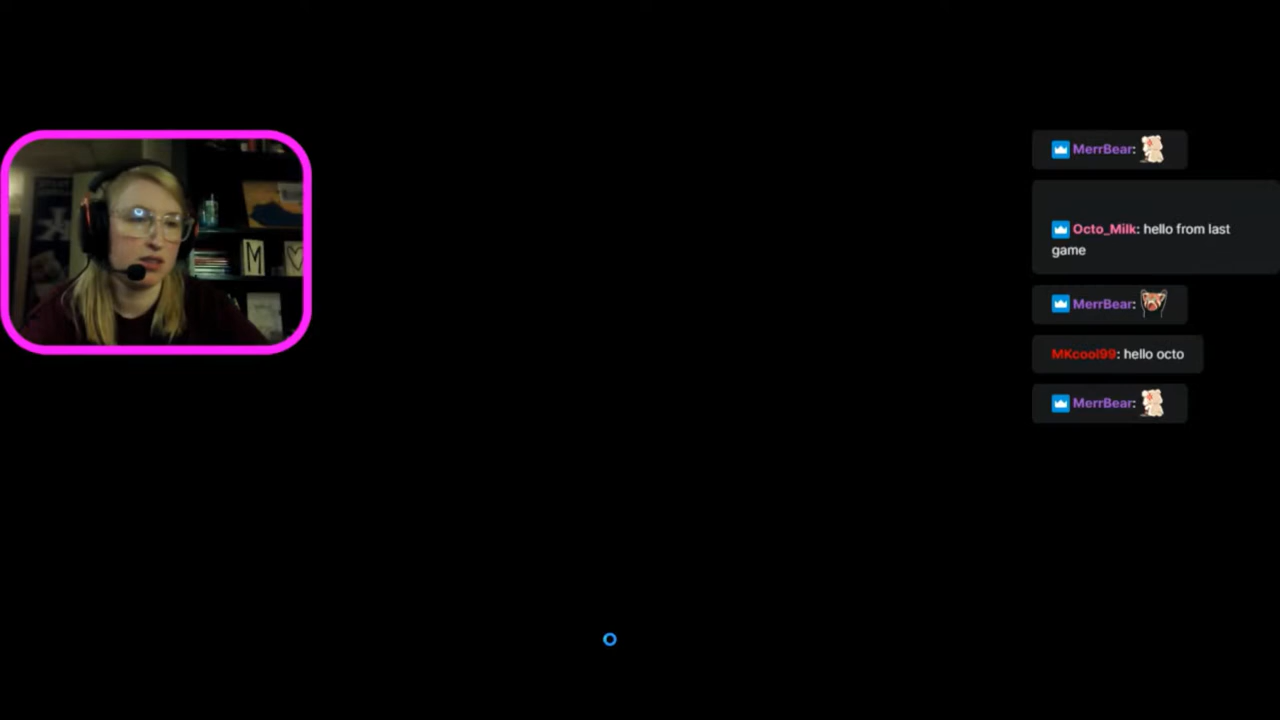 M
MerrBear:
Octo_Milk: hello from last
game
MerrBear:
MKcool99: hello octo
MerrBear: